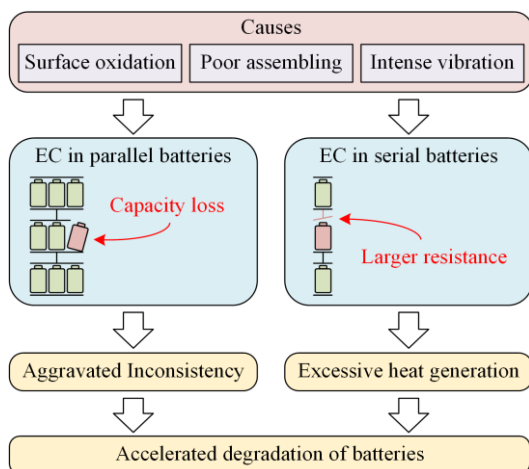 Causes
Surface oxidation
Poor assembling
Intense vibration
EC in parallel batteries
Capacity loss
EC in serial batteries
Larger resistance
Aggravated Inconsistency
Excessive heat generation
Accelerated degradation of batteries